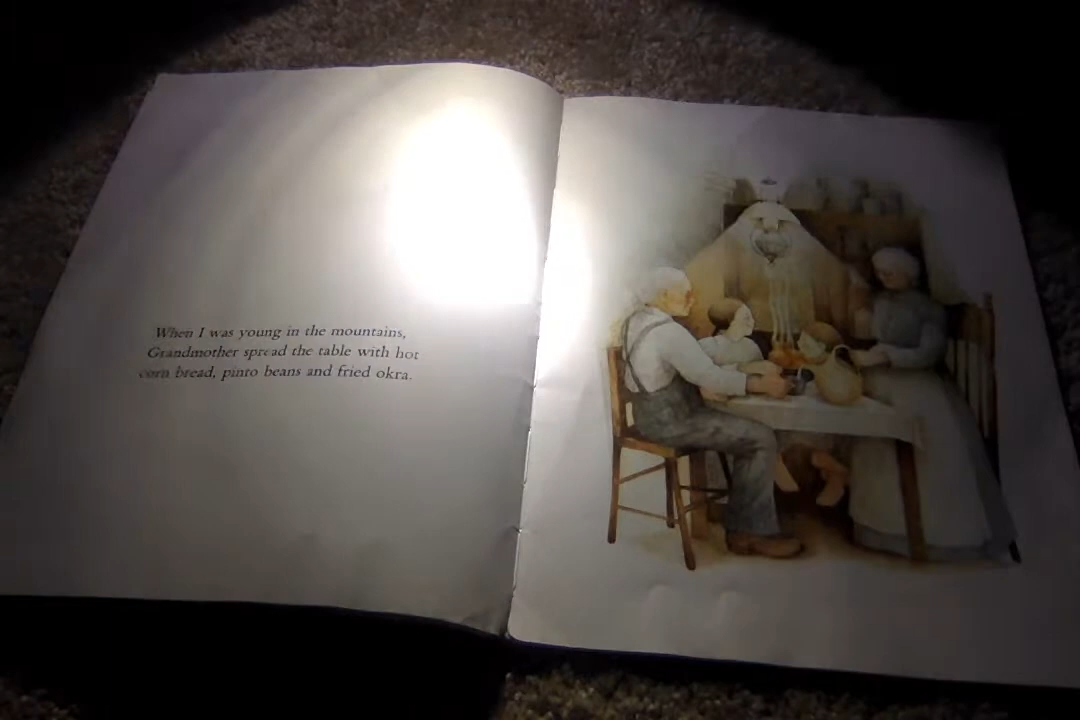 When I was young in the mountains,
Grandmother spread the table with hot
corn bread, pinto beans and fried okra.